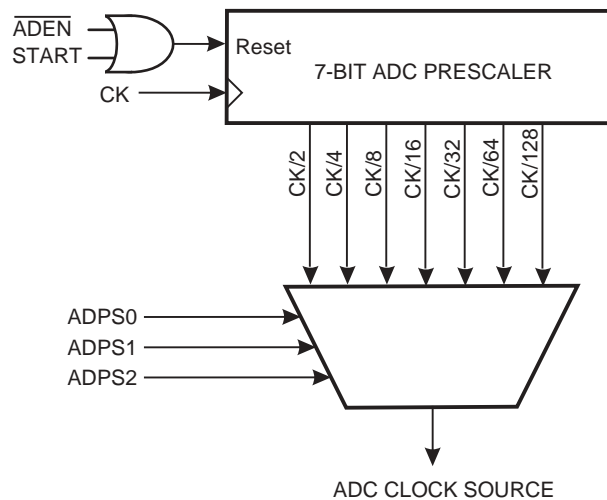 ADEN
START
Reset
7-BIT ADC PRESCALER
CK
CK/2
CK/4
CK/8
CK/16
CK/32
CK/64
CK/128
ADPS0
ADPS1
ADPS2
ADC CLOCK SOURCE